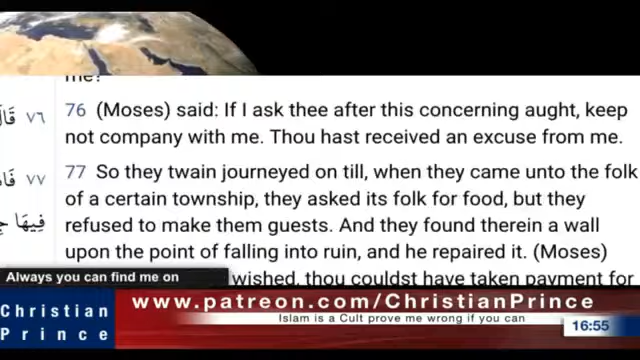 me?
76 (Moses) said: If I ask thee after this concerning aught, keep
not company with me. Thou hast received an excuse from me.
٧٦
77 So they twain journeyed on till, when they came unto the folk
٧٧
of a certain township, they asked its folk for food, but they
فِيهَا
refused to make them guests. And they found therein a wall
upon the point of falling into ruin, and he repaired it. (Moses)
Always you can find me on
wished, thou couldst have taken payment for
Christian
Prince
www.patreon.com/ChristianPrince
Islam is a Cult prove me wrong if you can
16:55